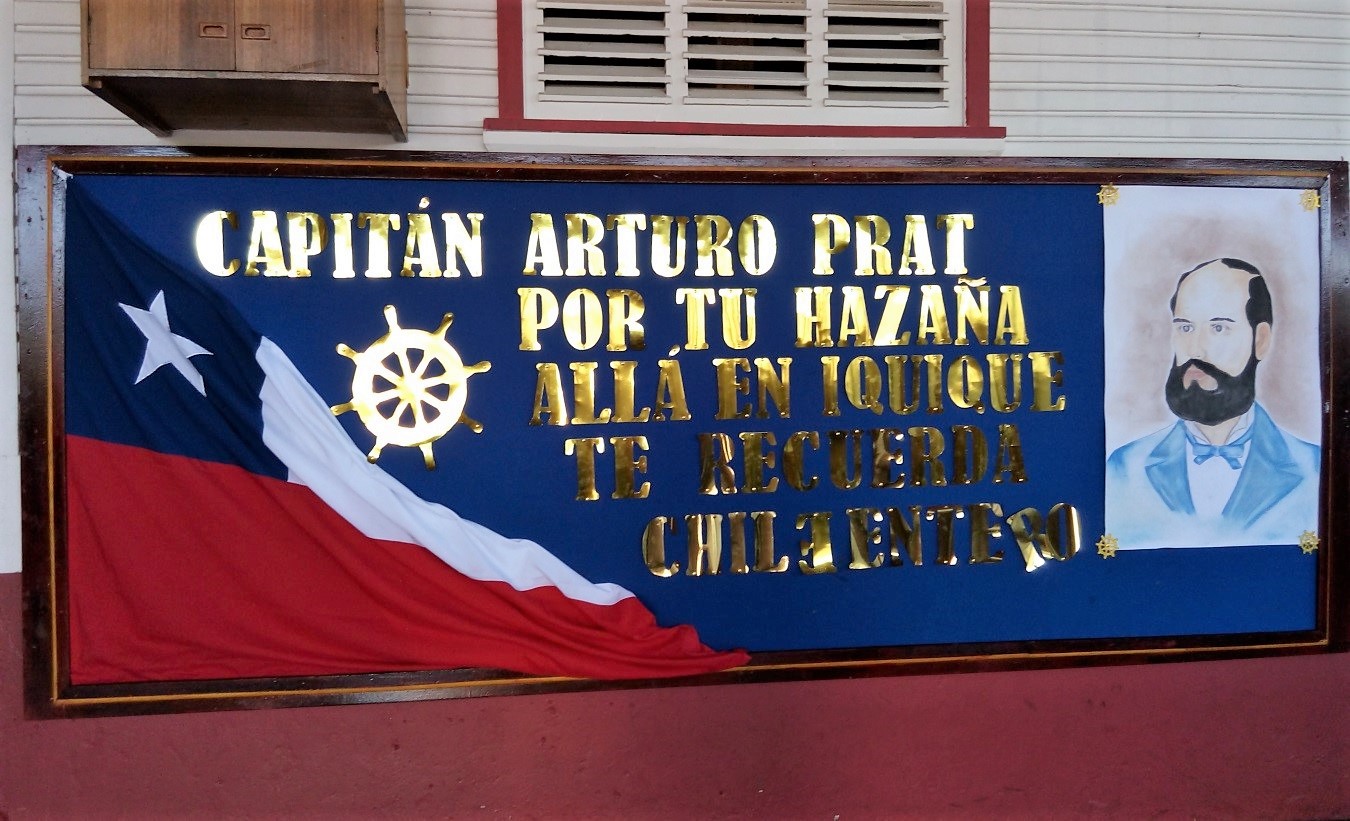 CAPITÁN ARTURO PRAT
POR TU HAZAÑA
ALLÁ EN IQUIQUE
TE RECUERDA
CHILE ENTERO